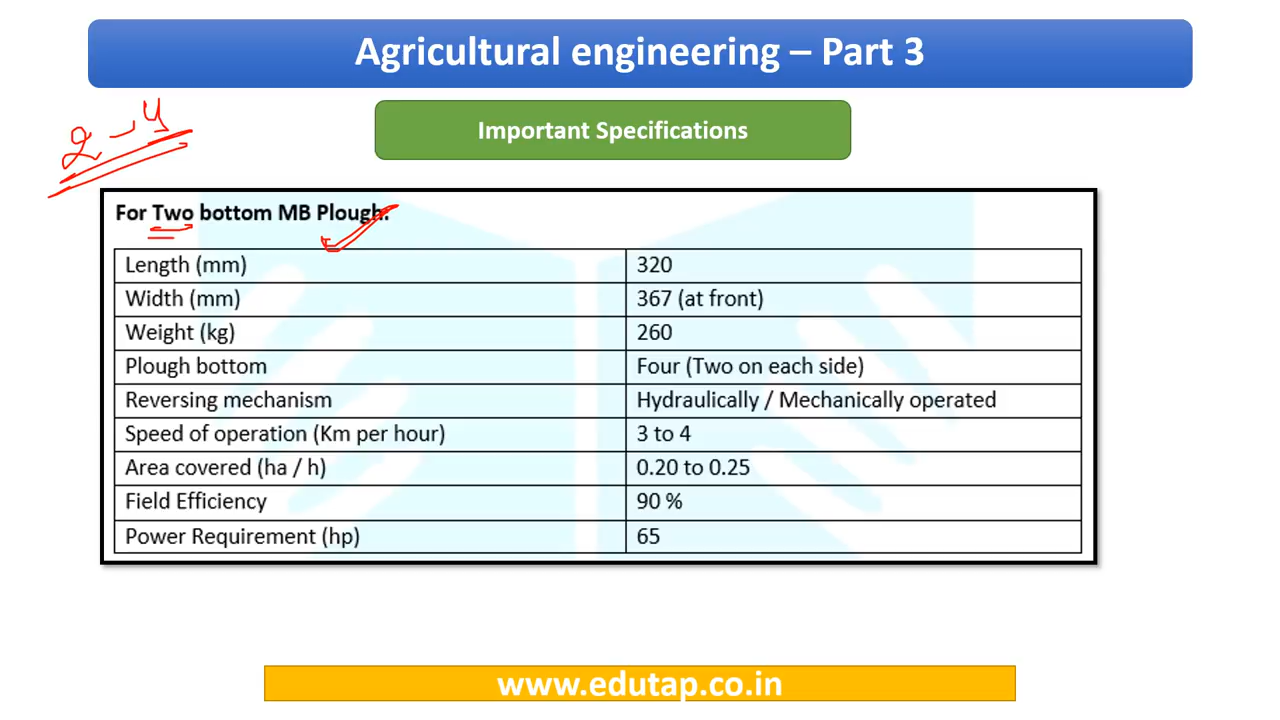 Agricultural engineering – Part 3
Important Specifications
2 – 4
For Two bottom MB Plough:
Length (mm) 320
Width (mm) 367 (at front)
Weight (kg) 260
Plough bottom Four (Two on each side)
Reversing mechanism Hydraulically / Mechanically operated
Speed of operation (Km per hour) 3 to 4
Area covered (ha / h) 0.20 to 0.25
Field Efficiency 90 %
Power Requirement (hp) 65
www.edutap.co.in